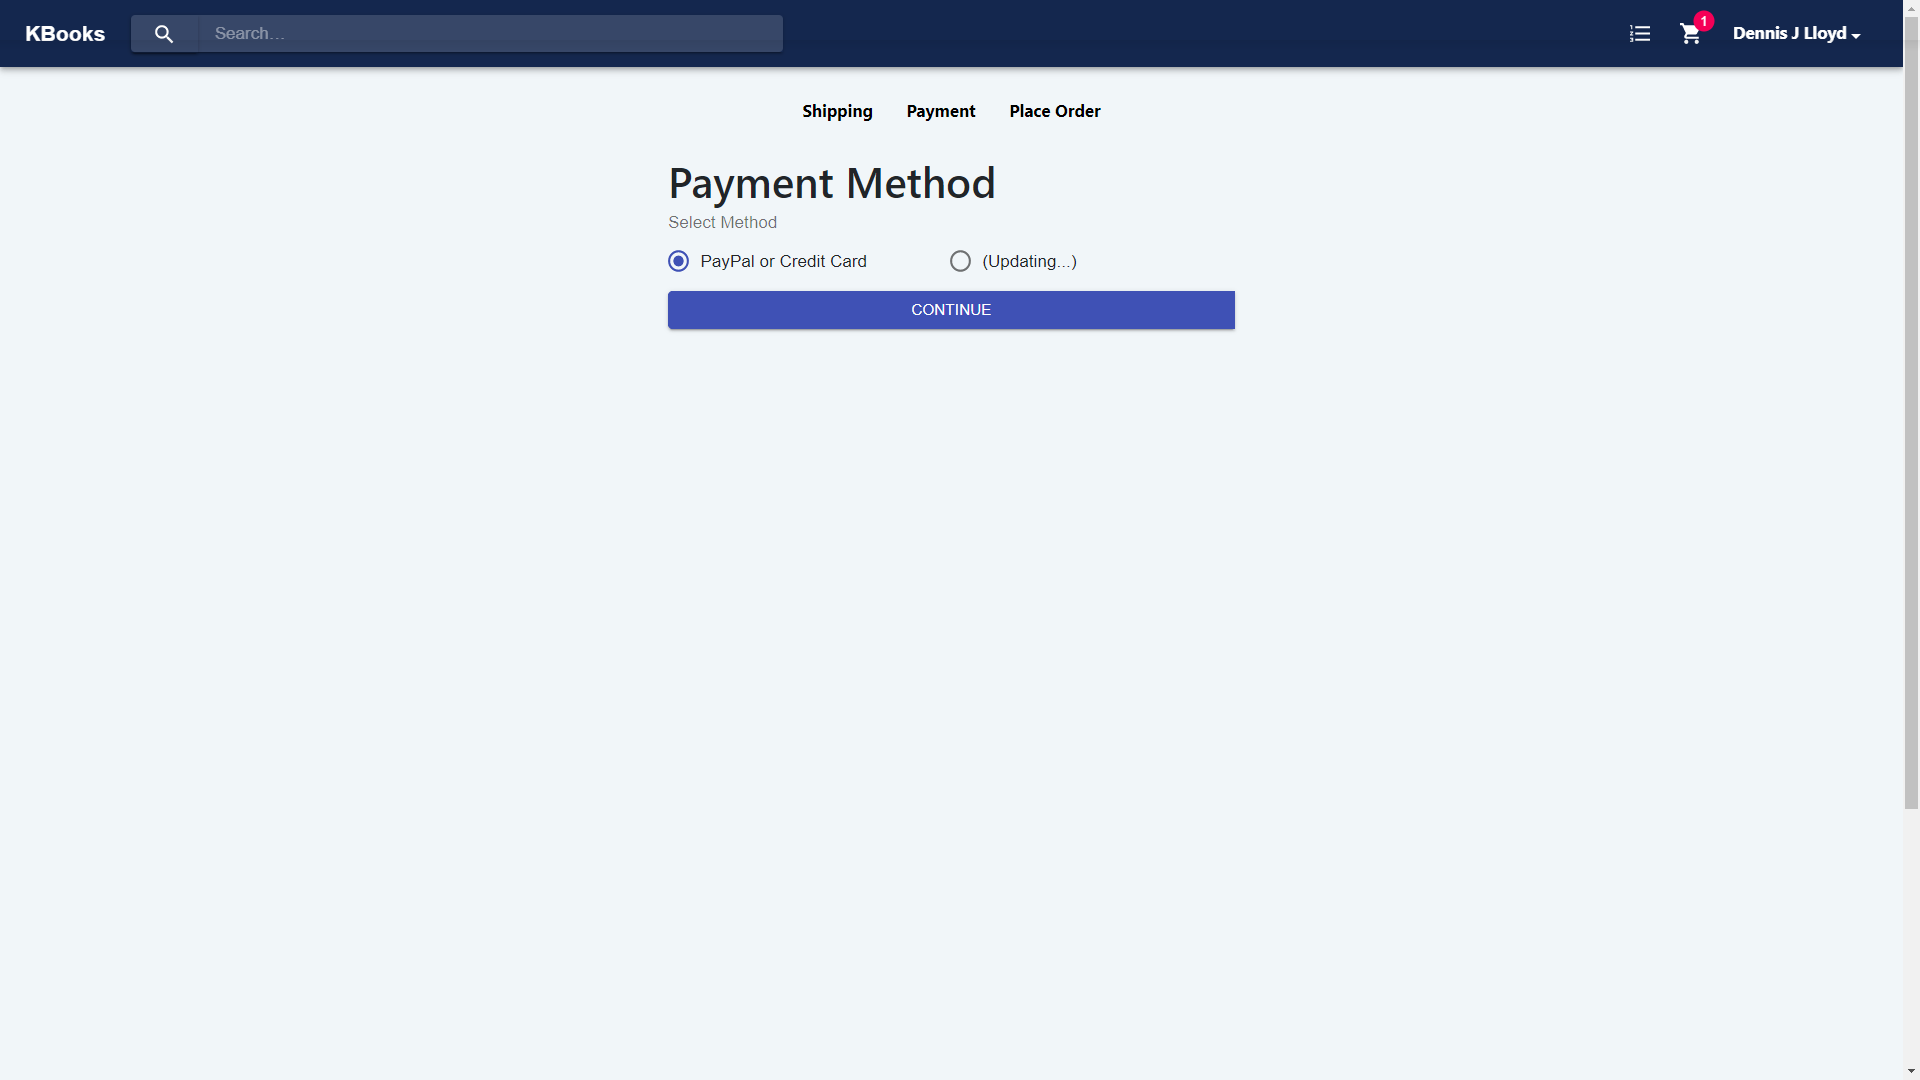 KBooks
Search...
1
Dennis J Lloyd
Shipping Payment Place Order
Payment Method
Select Method
PayPal or Credit Card (Updating...)
CONTINUE